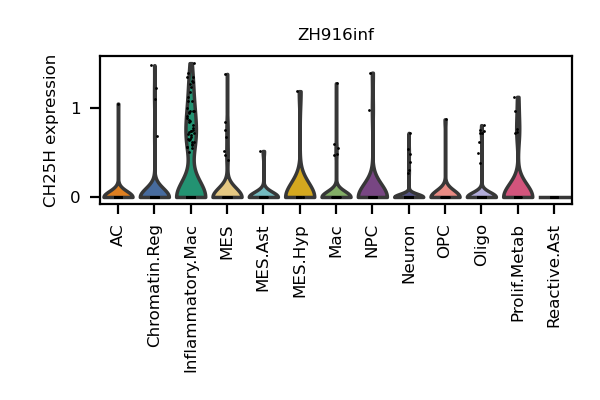 ZH916inf
CH25H expression
1
0
AC
Chromatin.Reg
Inflammatory.Mac
MES
MES.Ast
MES.Hyp
Mac
NPC
Neuron
OPC
Oligo
Prolif.Metab
Reactive.Ast